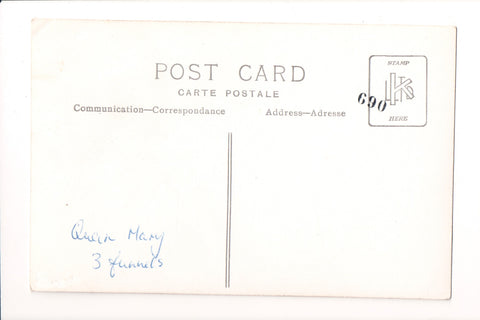 POST CARD
CARTE POSTALE
Communication—Correspondance Address—Adresse
STAMP
690
HERE
Queen Mary
3 funnels